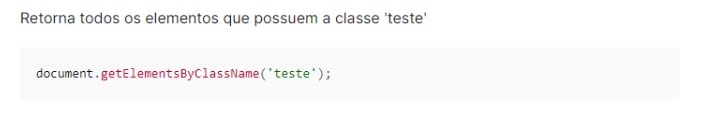 Retorna todos os elementos que possuem a classe 'teste'
document.getElementsByClassName('teste');